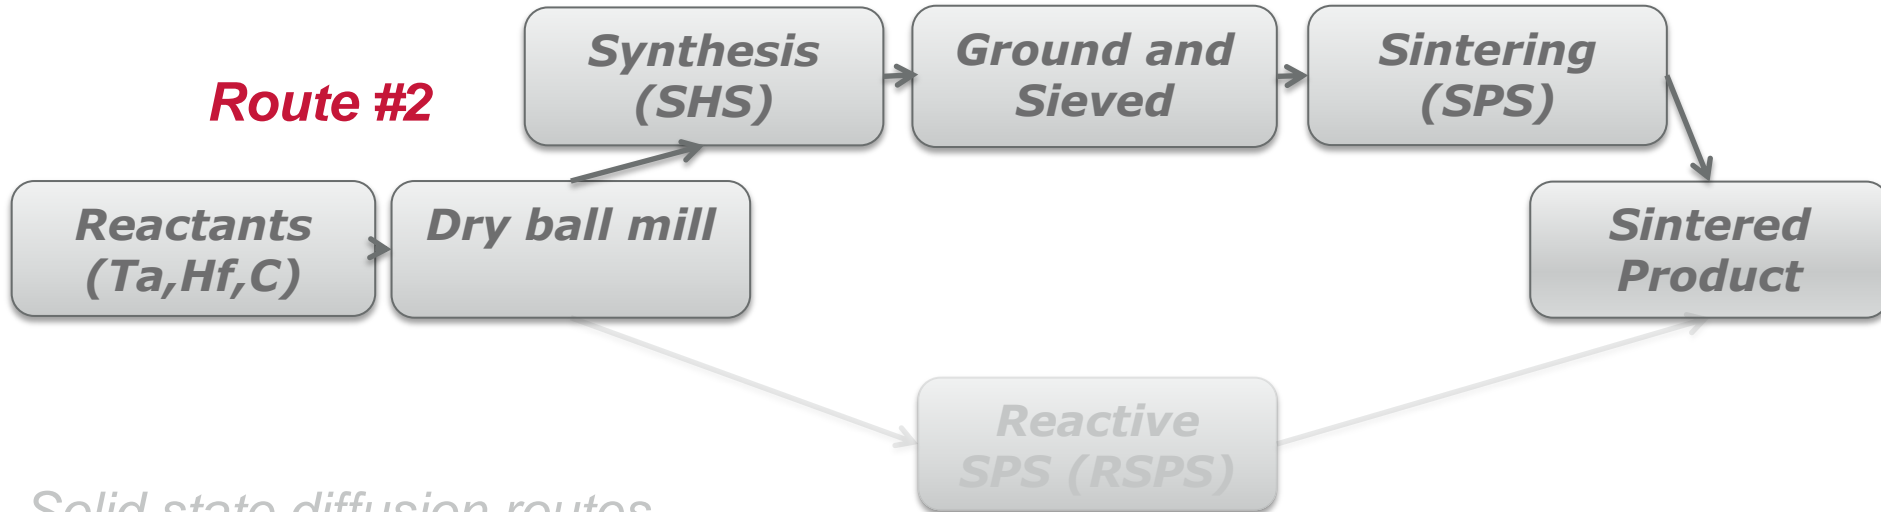 Synthesis
(SHS)
Ground and
Sieved
Sintering
(SPS)
Route #2
Reactants
(Ta,Hf,C)
Dry ball mill
Sintered
Product
Reactive
SPS (RSPS)
Solid state diffusion routes